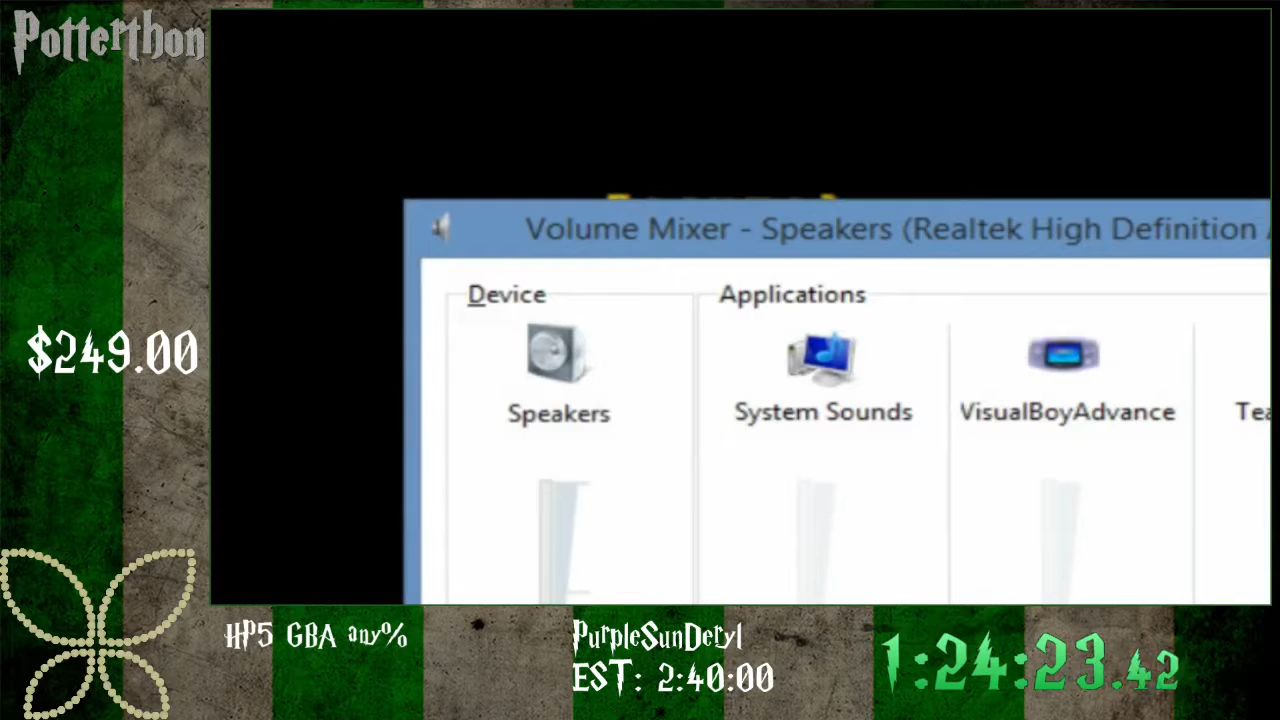 Potterthon
Volume Mixer - Speakers (Realtek High Definition
Device
Applications
Speakers
System Sounds
VisualBoyAdvance
Tea
$249.00
HP5 GBA any%
PurpleSunDeryl
EST: 2:40:00
1:24:23.42